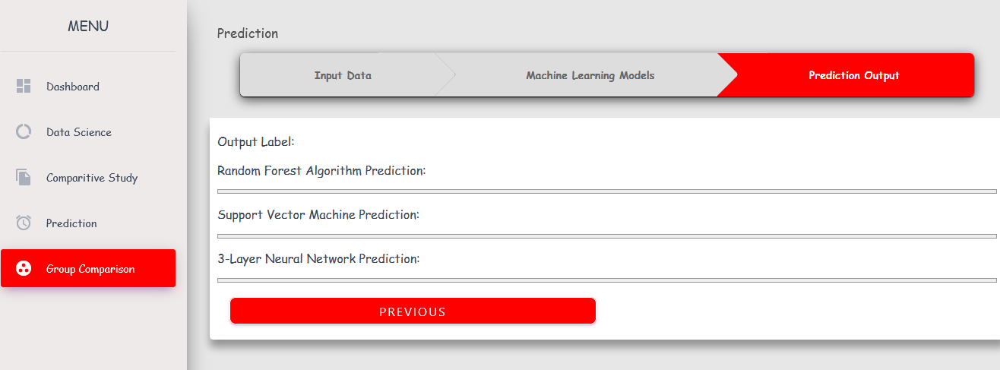 MENU
Dashboard
Data Science
Comparitive Study
Prediction
Group Comparison
Prediction
Input Data
Machine Learning Models
Prediction Output
Output Label:
Random Forest Algorithm Prediction:
Support Vector Machine Prediction:
3-Layer Neural Network Prediction:
PREVIOUS